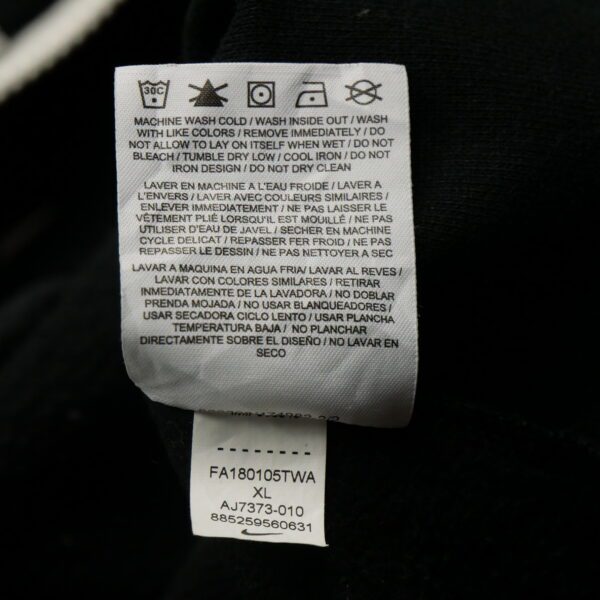 30C
MACHINE WASH COLD / WASH INSIDE OUT / WASH
WITH LIKE COLORS / REMOVE IMMEDIATELY / DO
NOT ALLOW TO LAY ON ITSELF WHEN WET / DO NOT
BLEACH / TUMBLE DRY LOW / COOL IRON / DO NOT
IRON DESIGN / DO NOT DRY CLEAN
LAVER EN MACHINE A L'EAU FROIDE / LAVER A
L'ENVERS / LAVER AVEC COULEURS SIMILAIRES /
ENLEVER IMMEDIATEMENT / NE PAS LAISSER LE
VÊTEMENT PLIÉ LORSQU'IL EST MOUILLÉ / NE PAS
UTILISER D'EAU DE JAVEL / SECHER EN MACHINE
CYCLE DELICAT / REPASSER FER FROID / NE PAS
REPASSER LE DESSIN / NE PAS NETTOYER A SEC
LAVAR A MAQUINA EN AGUA FRIA/ LAVAR AL REVES /
LAVAR CON COLORES SIMILARES / RETIRAR
INMEDIATAMENTE DE LA LAVADORA / NO DOBLAR
PRENDA MOJADA / NO USAR BLANQUEADORES /
USAR SECADORA CICLO LENTO / USAR PLANCHA
TEMPERATURA BAJA / NO PLANCHAR
DIRECTAMENTE SOBRE EL DISEÑO / NO LAVAR EN
SECO
FA180105TWA
XL
AJ7373-010
885259560631